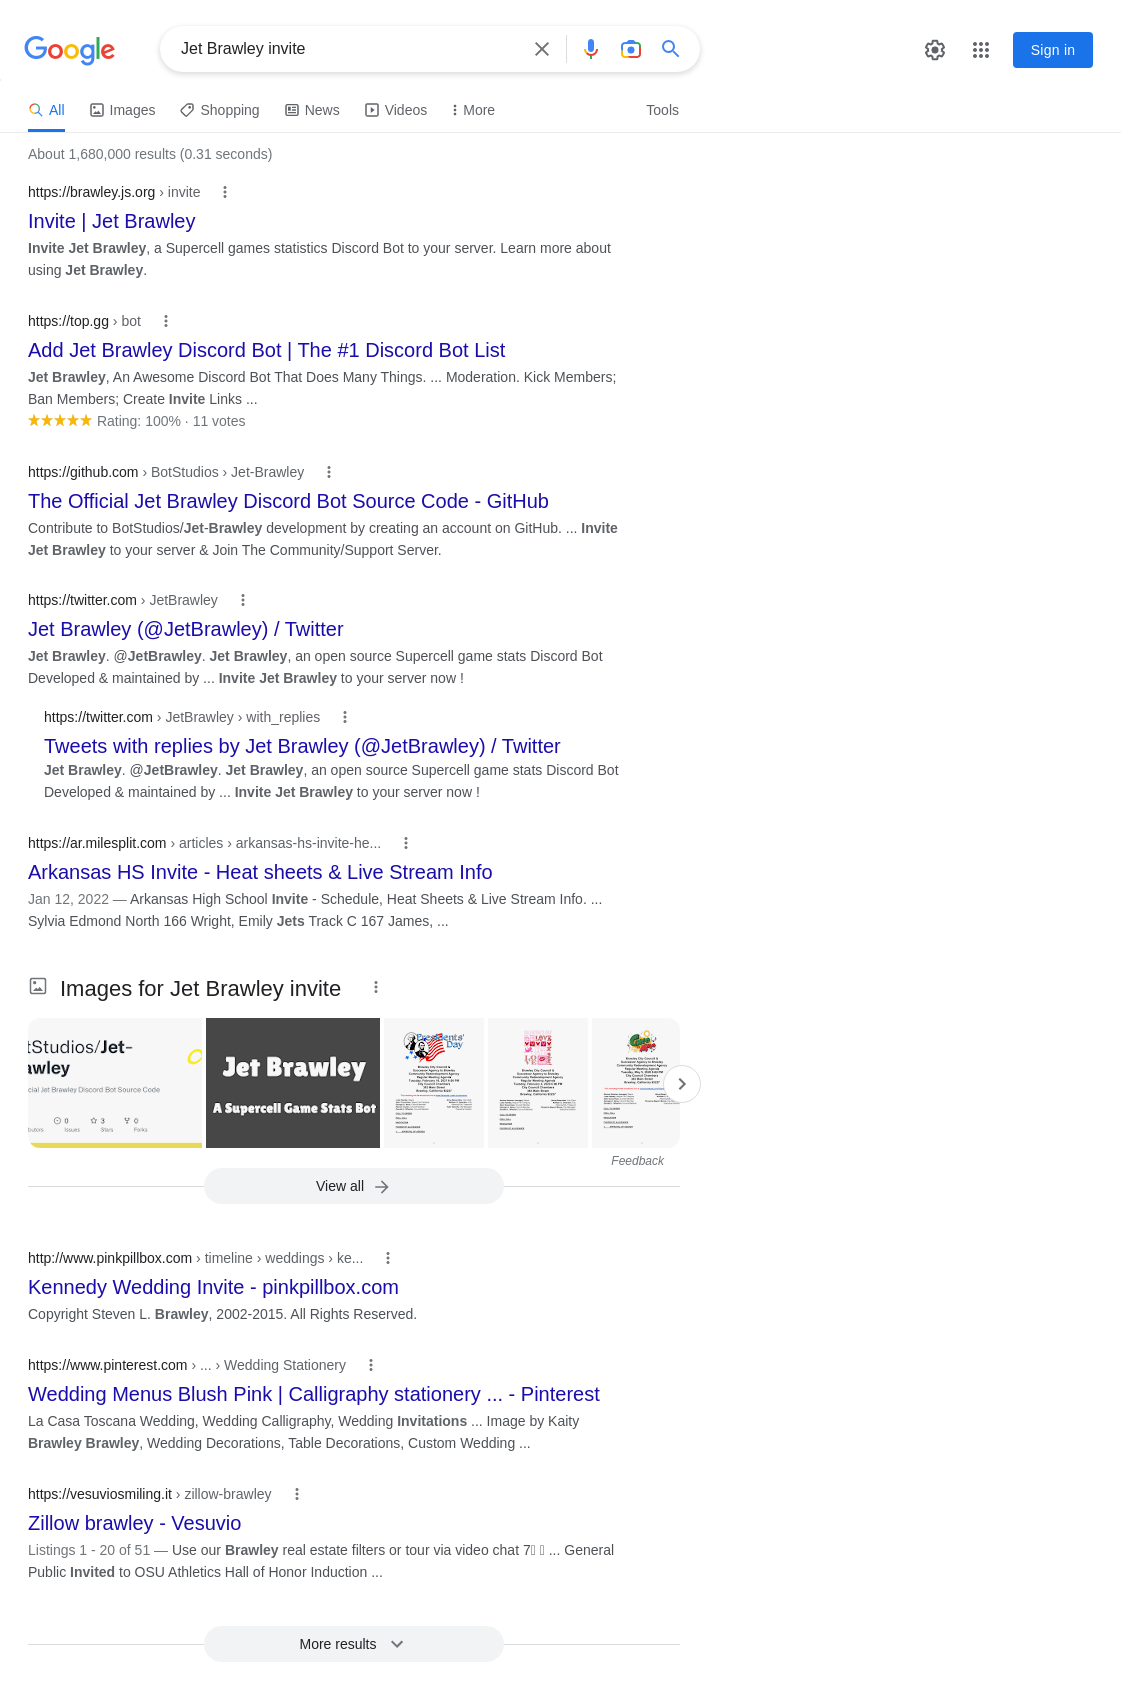 Google
Jet Brawley invite
Sign in
All
Images
Shopping
News
Videos
More
Tools
About 1,680,000 results (0.31 seconds)
https://brawley.js.org › invite
Invite | Jet Brawley
Invite Jet Brawley, a Supercell games statistics Discord Bot to your server. Learn more about
using Jet Brawley.
https://top.gg › bot
Add Jet Brawley Discord Bot | The #1 Discord Bot List
Jet Brawley, An Awesome Discord Bot That Does Many Things. ... Moderation. Kick Members;
Ban Members; Create Invite Links ...
Rating: 100% · 11 votes
https://github.com › BotStudios › Jet-Brawley
The Official Jet Brawley Discord Bot Source Code - GitHub
Contribute to BotStudios/Jet-Brawley development by creating an account on GitHub. ... Invite
Jet Brawley to your server & Join The Community/Support Server.
https://twitter.com › JetBrawley
Jet Brawley (@JetBrawley) / Twitter
Jet Brawley. @JetBrawley. Jet Brawley, an open source Supercell game stats Discord Bot
Developed & maintained by ... Invite Jet Brawley to your server now !
https://twitter.com › JetBrawley › with_replies
Tweets with replies by Jet Brawley (@JetBrawley) / Twitter
Jet Brawley. @JetBrawley. Jet Brawley, an open source Supercell game stats Discord Bot
Developed & maintained by ... Invite Jet Brawley to your server now !
https://ar.milesplit.com › articles › arkansas-hs-invite-he...
Arkansas HS Invite - Heat sheets & Live Stream Info
Jan 12, 2022 — Arkansas High School Invite - Schedule, Heat Sheets & Live Stream Info. ...
Sylvia Edmond North 166 Wright, Emily Jets Track C 167 James, ...
Images for Jet Brawley invite
tStudios/Jet-
awley
cial Jet Brawley Discord Bot Source Code
0
3
0
butors
Issues
Stars
Forks
Jet Brawley
A Supercell Game Stats Bot
Presidents'
Day
LOVE
Feedback
View all
http://www.pinkpillbox.com › timeline › weddings › ke...
Kennedy Wedding Invite - pinkpillbox.com
Copyright Steven L. Brawley, 2002-2015. All Rights Reserved.
https://www.pinterest.com › ... › Wedding Stationery
Wedding Menus Blush Pink | Calligraphy stationery ... - Pinterest
La Casa Toscana Wedding, Wedding Calligraphy, Wedding Invitations ... Image by Kaity
Brawley Brawley, Wedding Decorations, Table Decorations, Custom Wedding ...
https://vesuviosmiling.it › zillow-brawley
Zillow brawley - Vesuvio
Listings 1 - 20 of 51 — Use our Brawley real estate filters or tour via video chat 7 ... General
Public Invited to OSU Athletics Hall of Honor Induction ...
More results